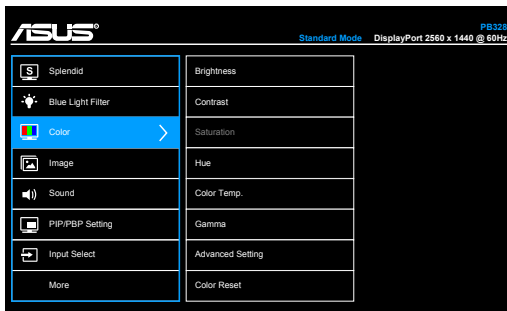 ASUS
PB328
Standard Mode DisplayPort 2560 x 1440 @ 60Hz
S Splendid
Blue Light Filter
Color
Image
Sound
PIP/PBP Setting
Input Select
More
Brightness
Contrast
Saturation
Hue
Color Temp.
Gamma
Advanced Setting
Color Reset